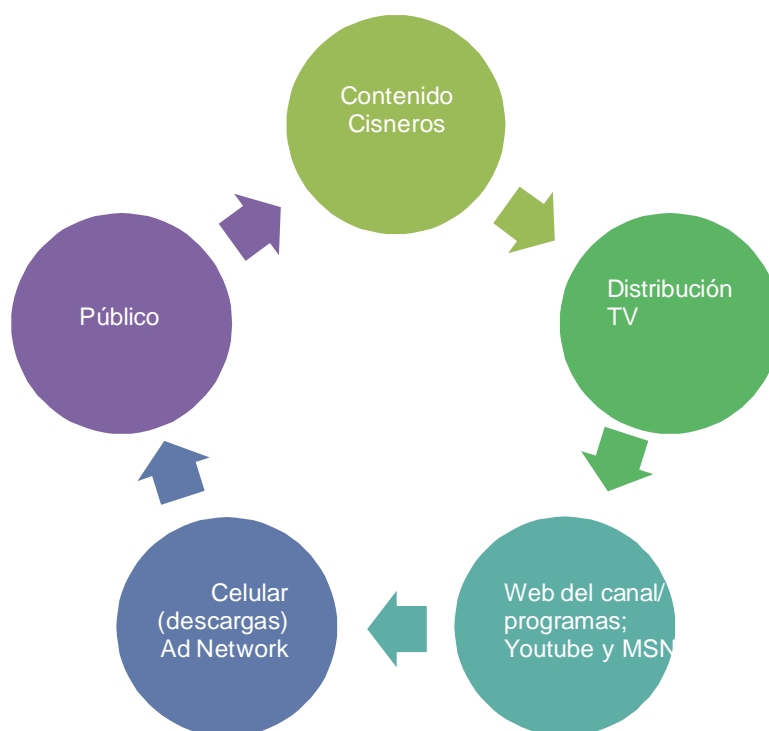 Contenido
Cisneros
Distribución
TV
Web del canal/
programas;
Youtube y MSN
Celular
(descargas)
Ad Network
Público